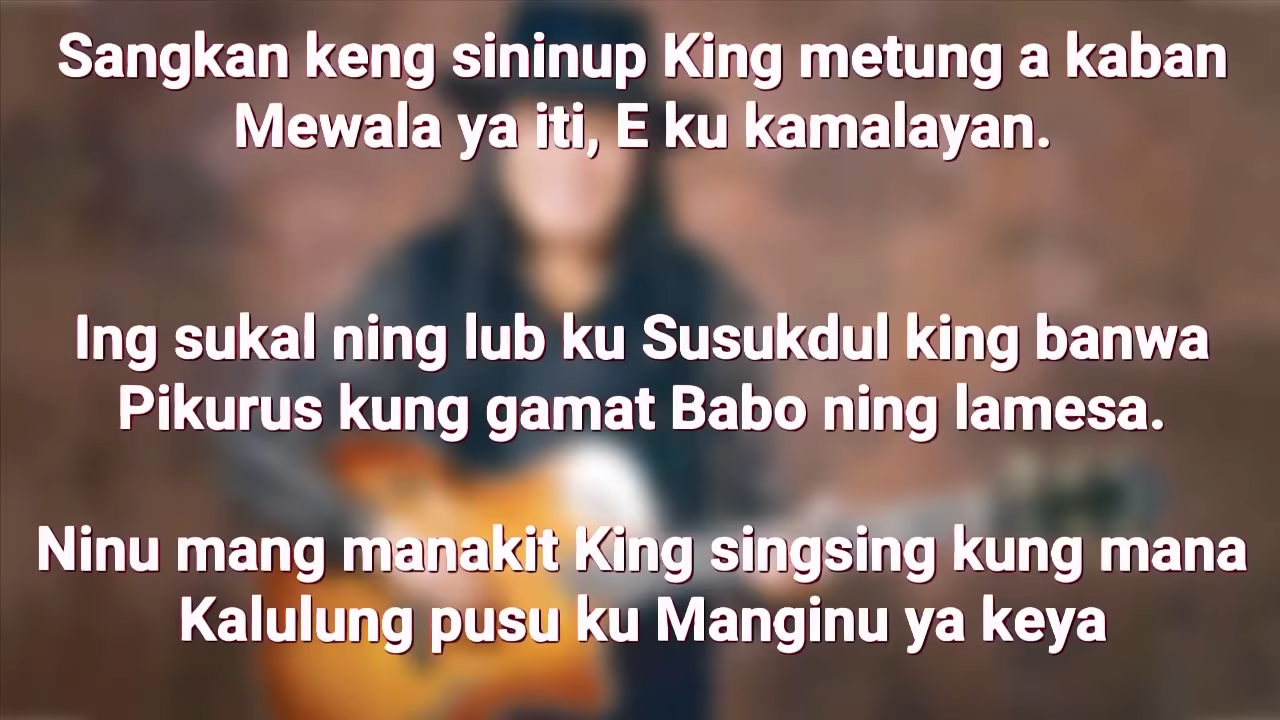 Sangkan keng sininup King metung a kaban
Mewala ya iti, E ku kamalayan.
Ing sukal ning lub ku Susukdul king banwa
Pikurus kung gamat Babo ning lamesa.
Ninu mang manakit King singsing kung mana
Kalulung pusu ku Manginu ya keya